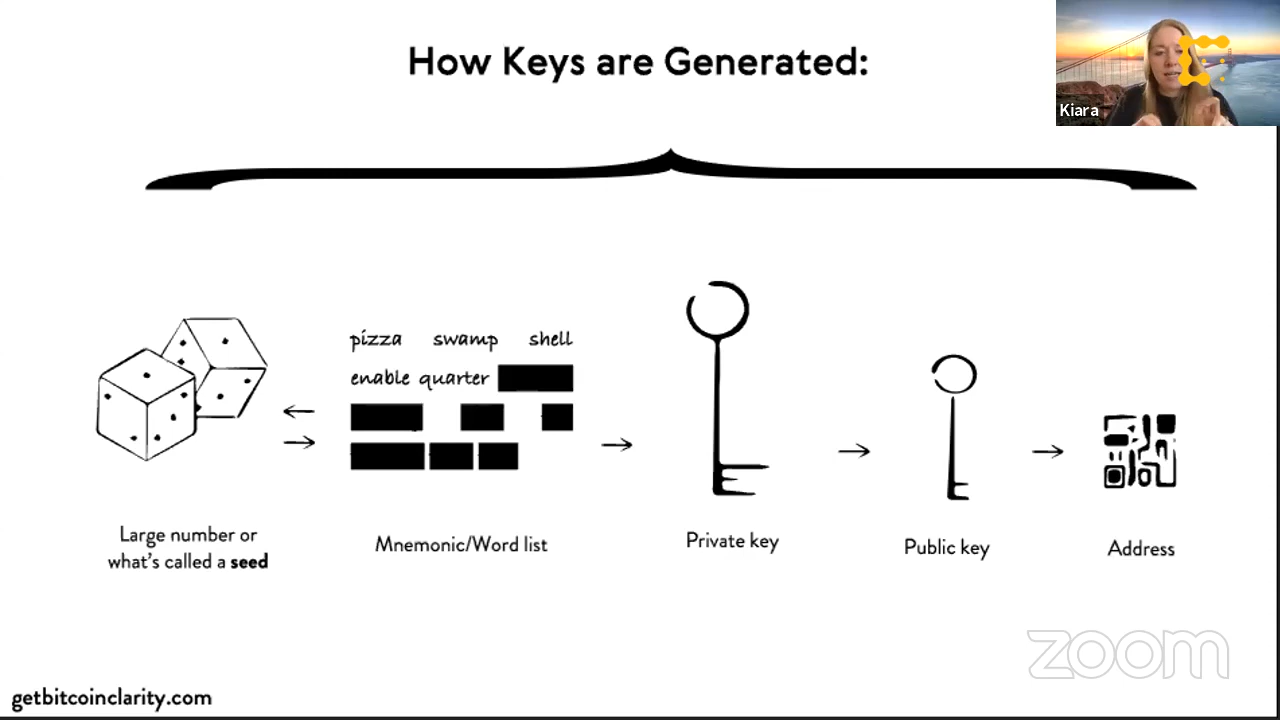 How Keys are Generated:
Kiara
pizza swamp shell
enable quarter
Large number or
what's called a seed
Mnemonic/Word list
Private key
Public key
Address
zoom
getbitcoinclarity.com